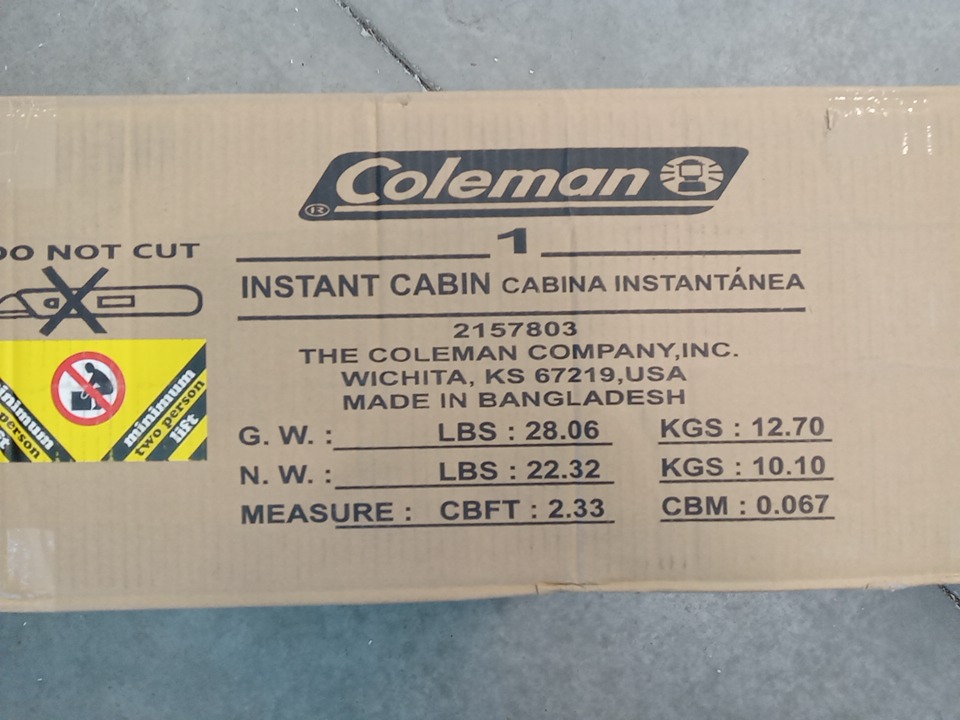 Coleman
®
1
INSTANT CABIN CABINA INSTANTÁNEA
2157803
THE COLEMAN COMPANY,INC.
WICHITA, KS 67219,USA
MADE IN BANGLADESH
G. W. : LBS : 28.06 KGS : 12.70
N. W. : LBS : 22.32 KGS : 10.10
MEASURE : CBFT : 2.33 CBM : 0.067
DO NOT CUT
minimum
two person
lift